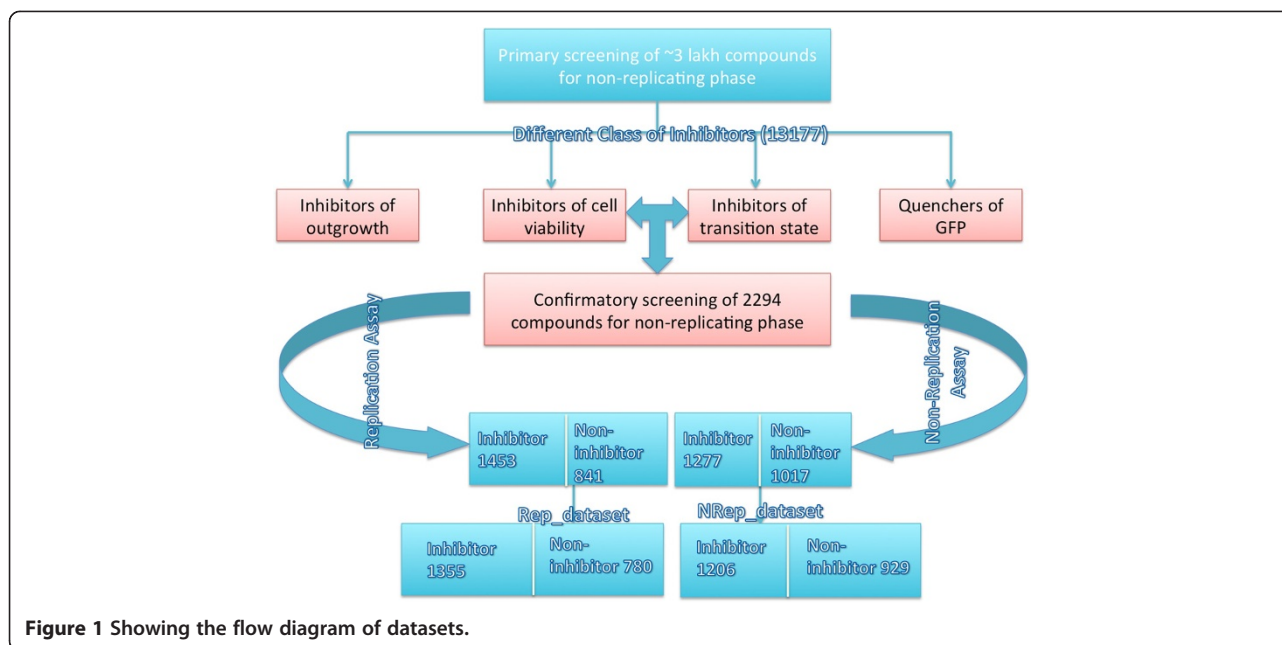 Primary screening of ~3 lakh compounds
for non-replicating phase
Different Class of Inhibitors (13177)
Inhibitors of
outgrowth
Inhibitors of cell
viability
Inhibitors of
transition state
Quenchers of
GFP
Confirmatory screening of 2294
compounds for non-replicating phase
Replication Assay
Non-Replication
Assay
Inhibitor
1453
Non-
inhibitor
841
Inhibitor
1277
Non-
inhibitor
1017
Rep_dataset
NRep_dataset
Inhibitor
1355
Non-
inhibitor 780
Inhibitor
1206
Non-
inhibitor 929
Figure 1 Showing the flow diagram of datasets.